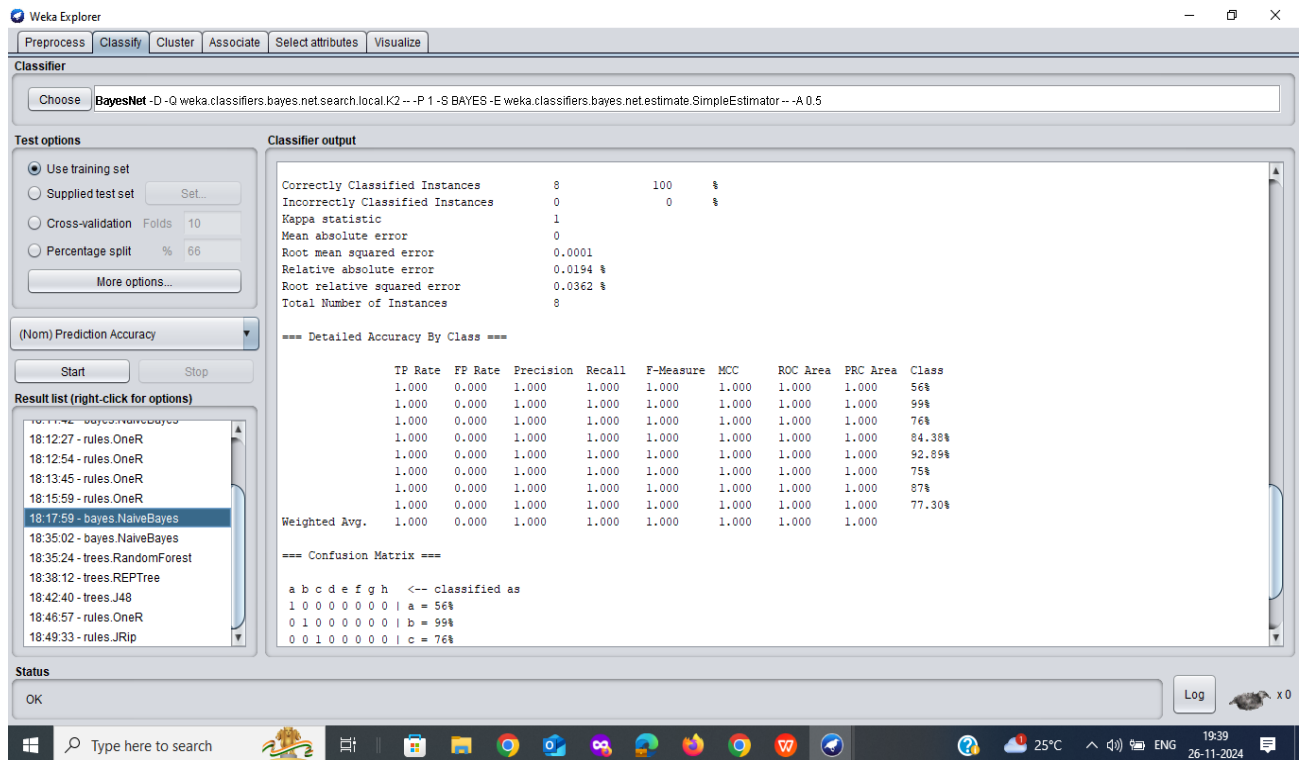 Weka Explorer
Preprocess Classify Cluster Associate Select attributes Visualize
Classifier
Choose BayesNet -D -Q weka.classifiers.bayes.net.search.local.K2 -- -P 1 -S BAYES -E weka.classifiers.bayes.net.estimate.SimpleEstimator -- -A 0.5
Test options
Use training set
Supplied test set Set...
Cross-validation Folds 10
Percentage split % 66
More options...
(Nom) Prediction Accuracy
Start Stop
Result list (right-click for options)
18:11:42 - bayes.NaiveBayes
18:12:27 - rules.OneR
18:12:54 - rules.OneR
18:13:45 - rules.OneR
18:15:59 - rules.OneR
18:17:59 - bayes.NaiveBayes
18:35:02 - bayes.NaiveBayes
18:35:24 - trees.RandomForest
18:38:12 - trees.REPTree
18:42:40 - trees.J48
18:46:57 - rules.OneR
18:49:33 - rules.JRip
Classifier output
Correctly Classified Instances 8 100 %
Incorrectly Classified Instances 0 0 %
Kappa statistic 1
Mean absolute error 0
Root mean squared error 0.0001
Relative absolute error 0.0194 %
Root relative squared error 0.0362 %
Total Number of Instances 8
=== Detailed Accuracy By Class ===
TP Rate FP Rate Precision Recall F-Measure MCC ROC Area PRC Area Class
1.000 0.000 1.000 1.000 1.000 1.000 1.000 1.000 56%
1.000 0.000 1.000 1.000 1.000 1.000 1.000 1.000 99%
1.000 0.000 1.000 1.000 1.000 1.000 1.000 1.000 76%
1.000 0.000 1.000 1.000 1.000 1.000 1.000 1.000 84.38%
1.000 0.000 1.000 1.000 1.000 1.000 1.000 1.000 92.89%
1.000 0.000 1.000 1.000 1.000 1.000 1.000 1.000 75%
1.000 0.000 1.000 1.000 1.000 1.000 1.000 1.000 87%
1.000 0.000 1.000 1.000 1.000 1.000 1.000 1.000 77.30%
Weighted Avg. 1.000 0.000 1.000 1.000 1.000 1.000 1.000 1.000
=== Confusion Matrix ===
a b c d e f g h <-- classified as
1 0 0 0 0 0 0 0 | a = 56%
0 1 0 0 0 0 0 0 | b = 99%
0 0 1 0 0 0 0 0 | c = 76%
Status
OK
Log x 0
Type here to search
1 25°C ENG 19:39
26-11-2024